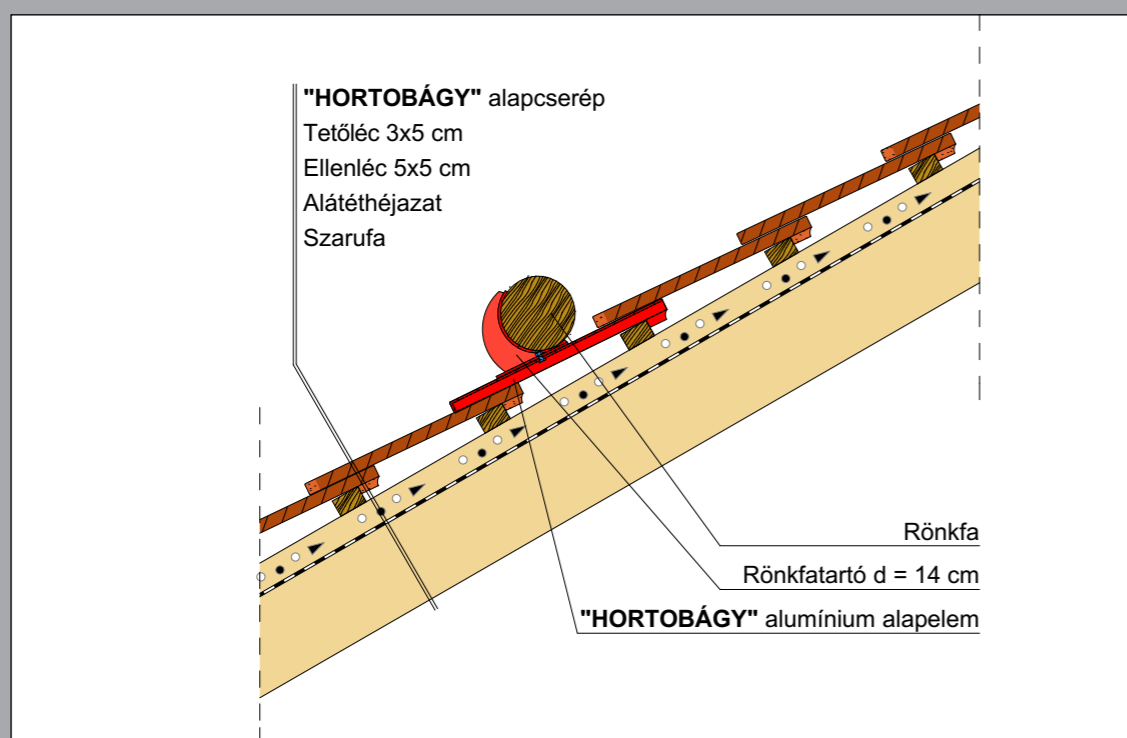 "HORTOBÁGY" alapcserép
Tetőléc 3x5 cm
Ellenléc 5x5 cm
Alátéthéjazat
Szarufa
Rönkfa
Rönkfatartó d = 14 cm
"HORTOBÁGY" alumínium alapelem